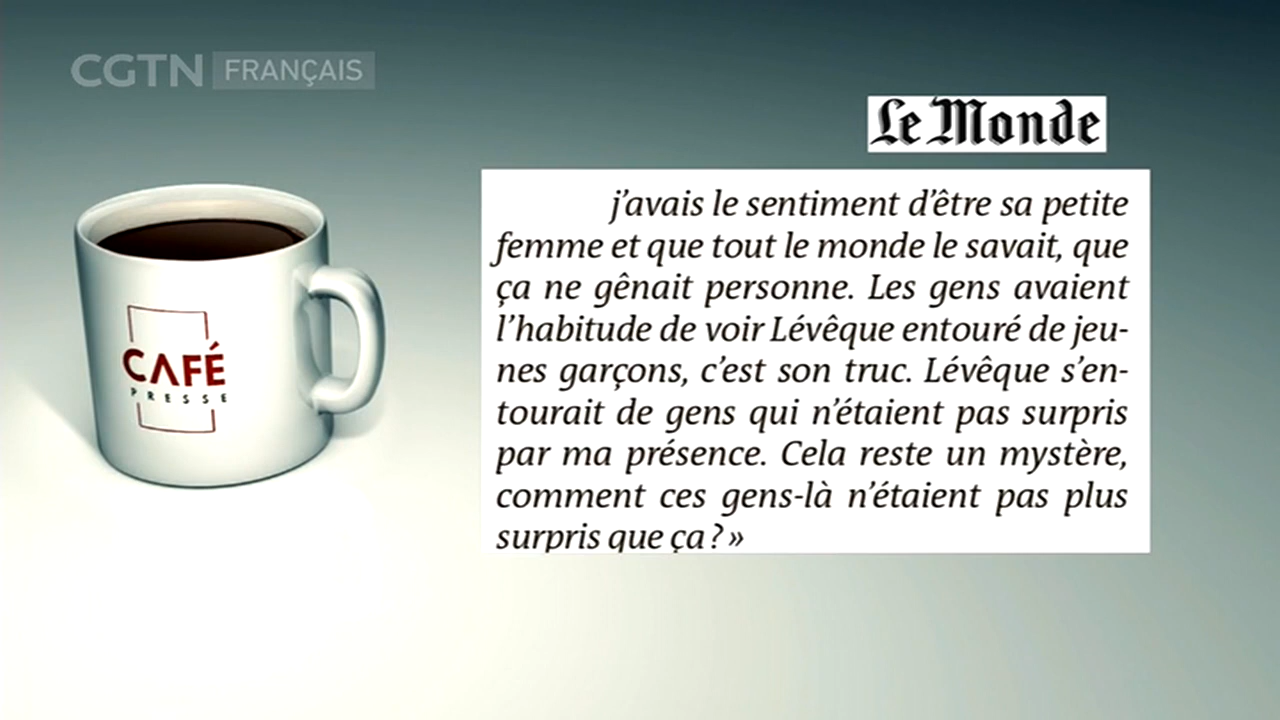 CGTN FRANÇAIS
Le Monde
j'avais le sentiment d'être sa petite
femme et que tout le monde le savait, que
ça ne gênait personne. Les gens avaient
l'habitude de voir Lévêque entouré de jeu-
nes garçons, c'est son truc. Lévêque s'en-
tourait de gens qui n'étaient pas surpris
par ma présence. Cela reste un mystère,
comment ces gens-là n'étaient pas plus
surpris que ça ? »
CAFÉ
PRESSE